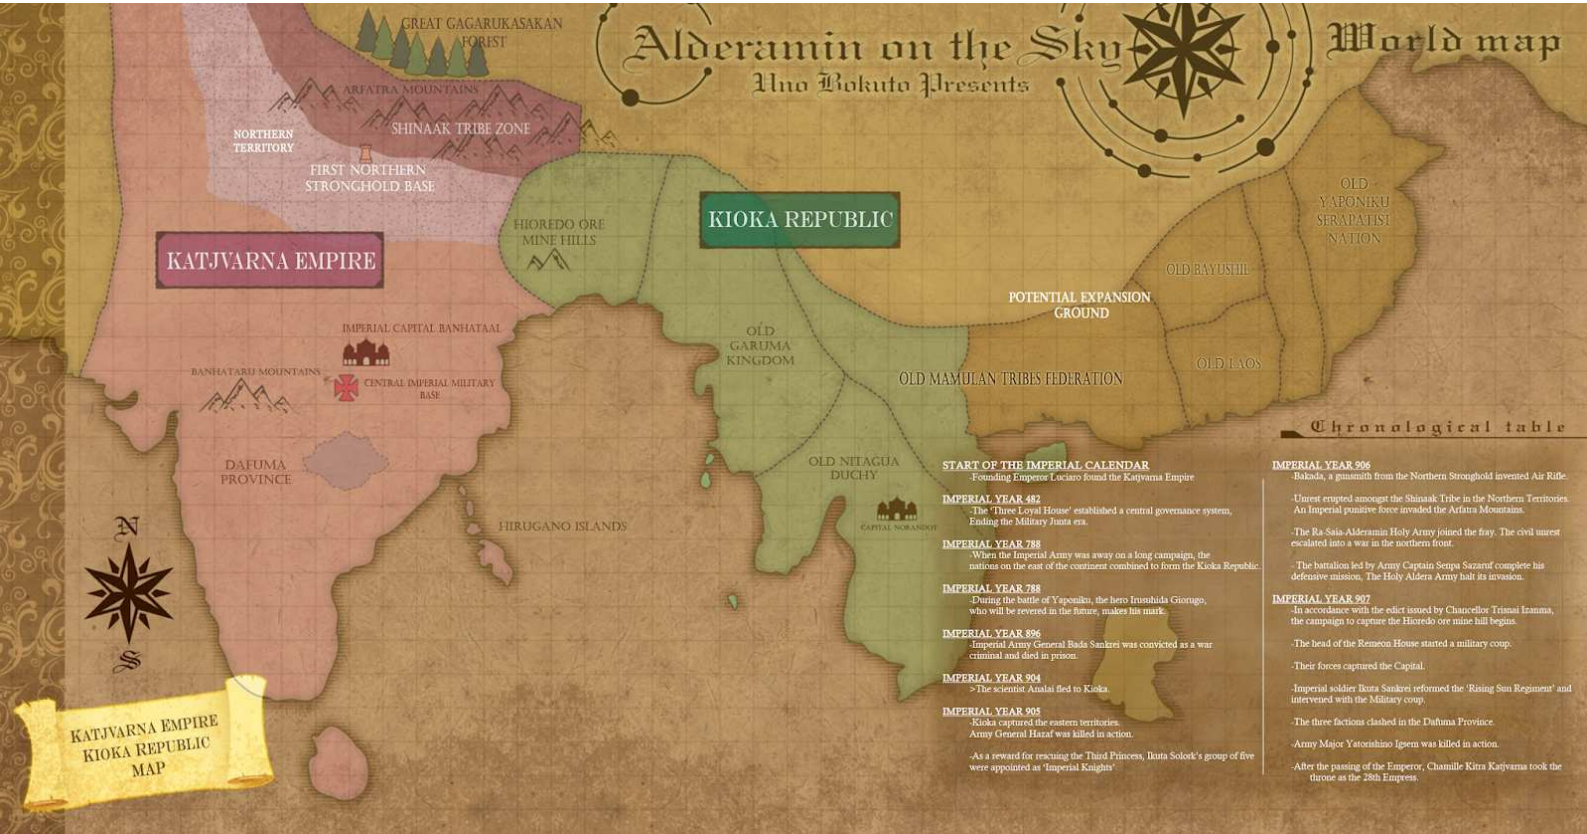 Alderamin on the Sky
Uno Bokuto Presents
World map
GREAT GAGARUKASAKAN
FOREST
ARFATRA MOUNTAINS
SHINAAK TRIBE ZONE
NORTHERN
TERRITORY
FIRST NORTHERN
STRONGHOLD BASE
KATJVARNA EMPIRE
HIOREDO ORE
MINE HILLS
KIOKA REPUBLIC
OLD
YAPONIKU
SERAPATIST
NATION
OLD BAYUSHIE
POTENTIAL EXPANSION
GROUND
IMPERIAL CAPITAL BANHATAAL
BANHATARU MOUNTAINS
CENTRAL IMPERIAL MILITARY
BASE
OLD
GARUMA
KINGDOM
OLD MAMULAN TRIBES FEDERATION
OLD LAOS
DAFUMA
PROVINCE
OLD NITAGUA
DUCHY
CAPITAL NORANDOT
HIRUGANO ISLANDS
N
S
KATJVARNA EMPIRE
KIOKA REPUBLIC
MAP
Chronological table
START OF THE IMPERIAL CALENDAR
-Founding Emperor Luciaro found the Katjvarna Empire
IMPERIAL YEAR 482
-The 'Three Loyal House' established a central governance system,
Ending the Military Junta era.
IMPERIAL YEAR 788
-When the Imperial Army was away on a long campaign, the
nations on the east of the continent combined to form the Kioka Republic.
IMPERIAL YEAR 788
-During the battle of Yaponiku, the hero Irusuhida Giorugo,
who will be revered in the future, makes his mark.
IMPERIAL YEAR 896
-Imperial Army General Bada Sankrei was convicted as a war
criminal and died in prison.
IMPERIAL YEAR 904
>The scientist Analai fled to Kioka.
IMPERIAL YEAR 905
-Kioka captured the eastern territories.
Army General Hazaf was killed in action.
-As a reward for rescuing the Third Princess, Ikuta Solork's group of five
were appointed as 'Imperial Knights'
IMPERIAL YEAR 906
-Bakada, a gunsmith from the Northern Stronghold invented Air Rifle.
-Unrest erupted amongst the Shinaak Tribe in the Northern Territories.
An Imperial punitive force invaded the Arfatra Mountains.
-The Ra-Saia-Alderamin Holy Army joined the fray. The civil unrest
escalated into a war in the northern front.
- The battalion led by Army Captain Senpa Sazaruf complete his
defensive mission, The Holy Aldera Army halt its invasion.
IMPERIAL YEAR 907
-In accordance with the edict issued by Chancellor Trisnai Izanma,
the campaign to capture the Hioredo ore mine hill begins.
-The head of the Remeon House started a military coup.
-Their forces captured the Capital.
-Imperial soldier Ikuta Sankrei reformed the 'Rising Sun Regiment' and
intervened with the Military coup.
-The three factions clashed in the Dafuma Province.
-Army Major Yatorishino Igsem was killed in action.
-After the passing of the Emperor, Chamille Kitra Katjvarna took the
throne as the 28th Empress.